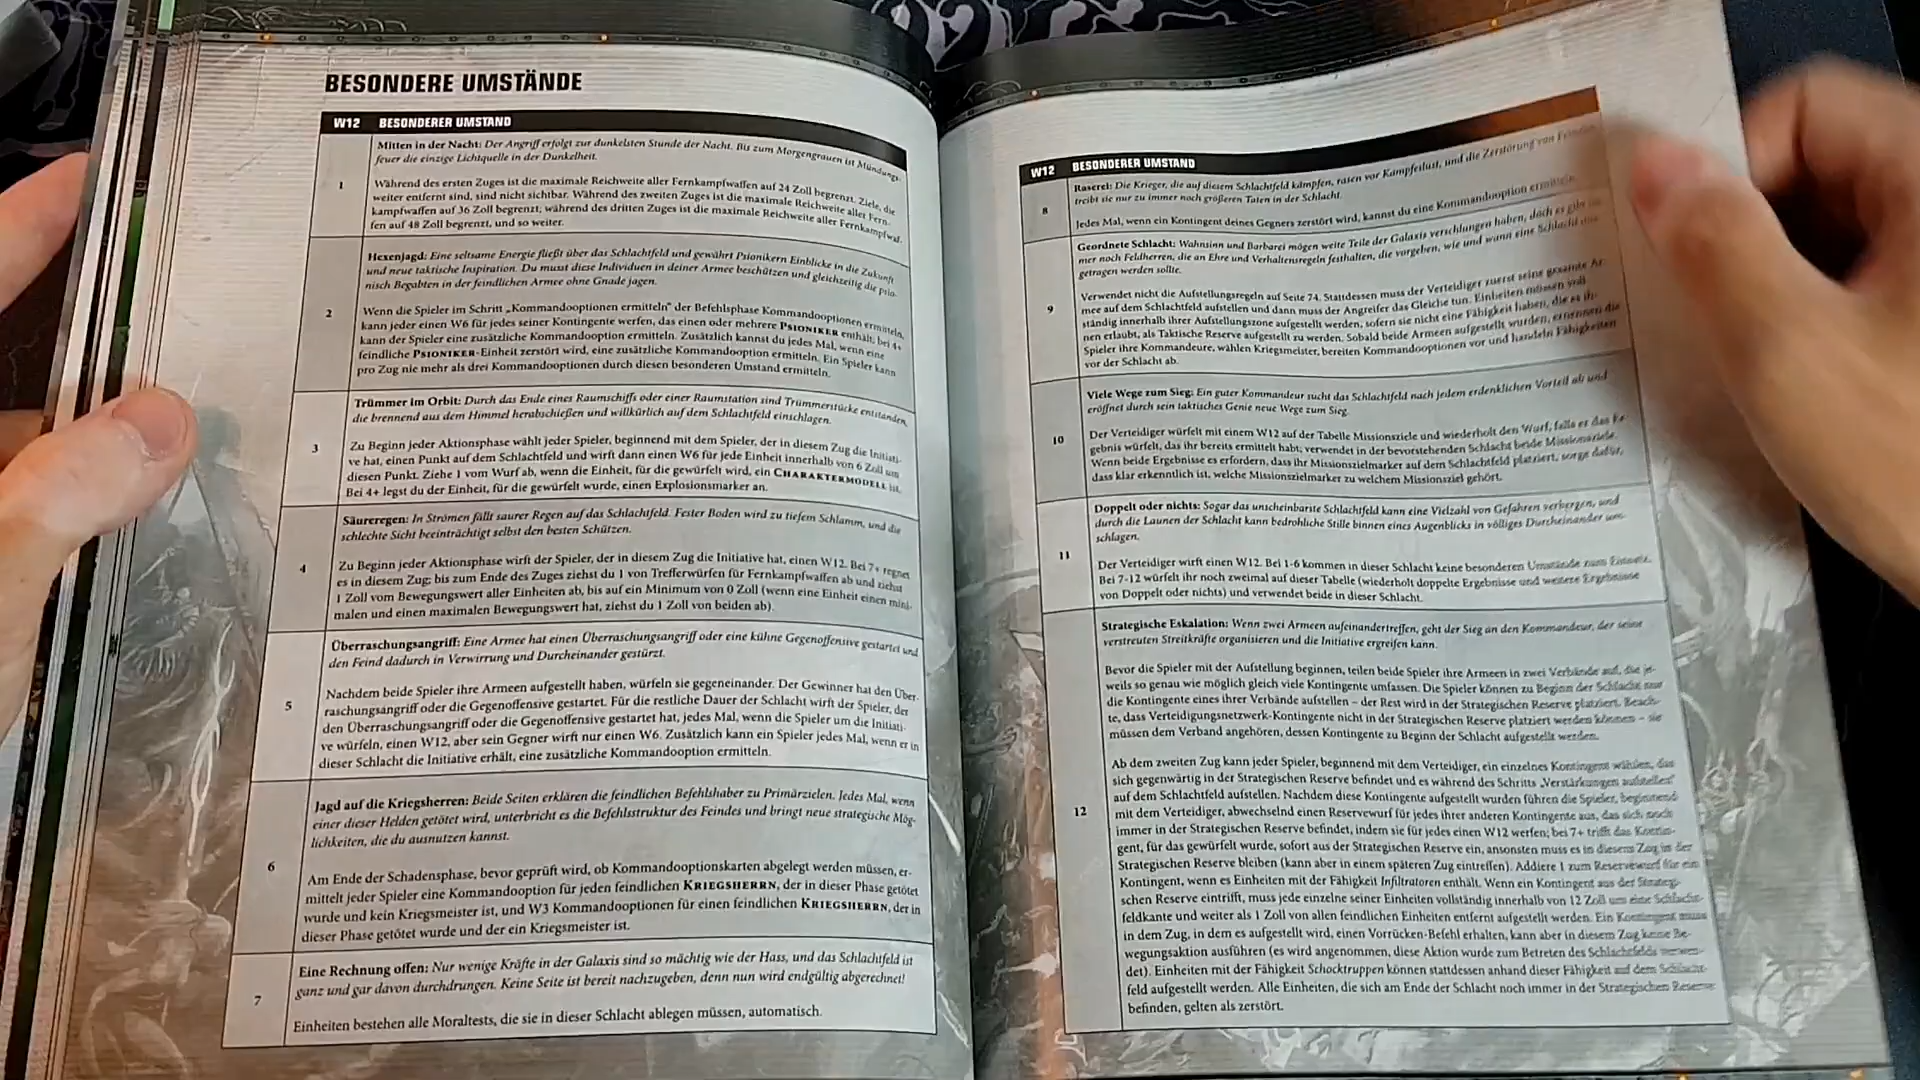 BESONDERE UMSTÄNDE
W12 BESONDERER UMSTAND
1
Mitten in der Nacht: Der Angriff erfolgt zur dunkelsten Stunde der Nacht. Bis zum Morgengrauen ist Mündungs-
feuer die einzige Lichtquelle in der Dunkelheit.
Während des ersten Zuges ist die maximale Reichweite aller Fernkampfwaffen auf 24 Zoll begrenzt. Ziele, die
weiter entfernt sind, sind nicht sichtbar. Während des zweiten Zuges ist die maximale Reichweite aller Fern-
kampfwaffen auf 36 Zoll begrenzt; während des dritten Zuges ist die maximale Reichweite aller Fernkampfwaf-
fen auf 48 Zoll begrenzt, und so weiter.
2
Hexenjagd: Eine seltsame Energie fließt über das Schlachtfeld und gewährt Psionikern Einblicke in die Zukunft
und neue taktische Inspiration. Du musst diese Individuen in deiner Armee beschützen und gleichzeitig die psio-
nisch Begabten in der feindlichen Armee ohne Gnade jagen.
Wenn die Spieler im Schritt „Kommandooptionen ermitteln" der Befehlsphase Kommandooptionen ermitteln,
kann jeder einen W6 für jedes seiner Kontingente werfen, das einen oder mehrere PSIONIKER enthält, bei 4+
kann der Spieler eine zusätzliche Kommandooption ermitteln. Zusätzlich kannst du jedes Mal, wenn eine
feindliche PSIONIKER-Einheit zerstört wird, eine zusätzliche Kommandooption ermitteln. Ein Spieler kann
pro Zug nie mehr als drei Kommandooptionen durch diesen besonderen Umstand ermitteln.
3
Trümmer im Orbit: Durch das Ende eines Raumschiffs oder einer Raumstation sind Trümmerstücke entstanden,
die brennend aus dem Himmel herabschießen und willkürlich auf dem Schlachtfeld einschlagen.
Zu Beginn jeder Aktionsphase wählt jeder Spieler, beginnend mit dem Spieler, der in diesem Zug die Initiati-
ve hat, einen Punkt auf dem Schlachtfeld und wirft dann einen W6 für jede Einheit innerhalb von 6 Zoll um
diesen Punkt. Ziehe 1 vom Wurf ab, wenn die Einheit, für die gewürfelt wird, ein CHARAKTERMODELL ist.
Bei 4+ legst du der Einheit, für die gewürfelt wurde, einen Explosionsmarker an.
4
Säureregen: In Strömen fällt saurer Regen auf das Schlachtfeld. Fester Boden wird zu tiefem Schlamm, und die
schlechte Sicht beeinträchtigt selbst den besten Schützen.
Zu Beginn jeder Aktionsphase wirft der Spieler, der in diesem Zug die Initiative hat, einen W12. Bei 7+ regnet
es in diesem Zug; bis zum Ende des Zuges ziehst du 1 von Trefferwürfen für Fernkampfwaffen ab und ziehst
1 Zoll vom Bewegungswert aller Einheiten ab, bis auf ein Minimum von 0 Zoll (wenn eine Einheit einen mini-
malen und einen maximalen Bewegungswert hat, ziehst du 1 Zoll von beiden ab).
5
Überraschungsangriff: Eine Armee hat einen Überraschungsangriff oder eine kühne Gegenoffensive gestartet und
den Feind dadurch in Verwirrung und Durcheinander gestürzt.
Nachdem beide Spieler ihre Armeen aufgestellt haben, würfeln sie gegeneinander. Der Gewinner hat den Über-
raschungsangriff oder die Gegenoffensive gestartet. Für die restliche Dauer der Schlacht wirft der Spieler, der
den Überraschungsangriff oder die Gegenoffensive gestartet hat, jedes Mal, wenn die Spieler um die Initiati-
ve würfeln, einen W12, aber sein Gegner wirft nur einen W6. Zusätzlich kann ein Spieler jedes Mal, wenn er in
dieser Schlacht die Initiative erhält, eine zusätzliche Kommandooption ermitteln.
6
Jagd auf die Kriegsherren: Beide Seiten erklären die feindlichen Befehlshaber zu Primärzielen. Jedes Mal, wenn
einer dieser Helden getötet wird, unterbricht es die Befehlsstruktur des Feindes und bringt neue strategische Mög-
lichkeiten, die du ausnutzen kannst.
Am Ende der Schadensphase, bevor geprüft wird, ob Kommandooptionskarten abgelegt werden müssen, er-
mittelt jeder Spieler eine Kommandooption für jeden feindlichen KRIEGSHERRN, der in dieser Phase getötet
wurde und kein Kriegsmeister ist, und W3 Kommandooptionen für einen feindlichen KRIEGSHERRN, der in
dieser Phase getötet wurde und der ein Kriegsmeister ist.
7
Eine Rechnung offen: Nur wenige Kräfte in der Galaxis sind so mächtig wie der Hass, und das Schlachtfeld ist
ganz und gar davon durchdrungen. Keine Seite ist bereit nachzugeben, denn nun wird endgültig abgerechnet!
Einheiten bestehen alle Moraltests, die sie in dieser Schlacht ablegen müssen, automatisch.
W12 BESONDERER UMSTAND
8
Raserei: Die Krieger, die auf diesem Schlachtfeld kämpfen, rasen vor Kampfeslust, und die Zerstörung von Feinden
treibt sie nur zu immer noch größeren Taten in der Schlacht.
Jedes Mal, wenn ein Kontingent deines Gegners zerstört wird, kannst du eine Kommandooption ermitteln.
9
Geordnete Schlacht: Wahnsinn und Barbarei mögen weite Teile der Galaxis verschlungen haben, doch es gibt im-
mer noch Feldherren, die an Ehre und Verhaltensregeln festhalten, die vorgeben, wie und wann eine Schlacht aus-
getragen werden sollte.
Verwendet nicht die Aufstellungsregeln auf Seite 74. Stattdessen muss der Verteidiger zuerst seine gesamte Ar-
mee auf dem Schlachtfeld aufstellen und dann muss der Angreifer das Gleiche tun. Einheiten müssen voll-
ständig innerhalb ihrer Aufstellungszone aufgestellt werden, sofern sie nicht eine Fähigkeit haben, die es ih-
nen erlaubt, als Taktische Reserve aufgestellt zu werden. Sobald beide Armeen aufgestellt wurden, ernennen die
Spieler ihre Kommandeure, wählen Kriegsmeister, bereiten Kommandooptionen vor und handeln Fähigkeiten
vor der Schlacht ab.
10
Viele Wege zum Sieg: Ein guter Kommandeur sucht das Schlachtfeld nach jedem erdenklichen Vorteil ab und
eröffnet durch sein taktisches Genie neue Wege zum Sieg.
Der Verteidiger würfelt mit einem W12 auf der Tabelle Missionsziele und wiederholt den Wurf, falls er das Er-
gebnis würfelt, das ihr bereits ermittelt habt; verwendet in der bevorstehenden Schlacht beide Missionsziele.
Wenn beide Ergebnisse es erfordern, dass ihr Missionszielmarker auf dem Schlachtfeld platziert, sorge dafür,
dass klar erkenntlich ist, welche Missionszielmarker zu welchem Missionsziel gehört.
11
Doppelt oder nichts: Sogar das unscheinbarste Schlachtfeld kann eine Vielzahl von Gefahren verbergen, und
durch die Launen der Schlacht kann bedrohliche Stille binnen eines Augenblicks in völliges Durcheinander um-
schlagen.
Der Verteidiger wirft einen W12. Bei 1-6 kommen in dieser Schlacht keine besonderen Umstände zum Einsatz.
Bei 7-12 würfelt ihr noch zweimal auf dieser Tabelle (wiederholt doppelte Ergebnisse und weitere Ergebnisse
von Doppelt oder nichts) und verwendet beide in dieser Schlacht.
12
Strategische Eskalation: Wenn zwei Armeen aufeinandertreffen, geht der Sieg an den Kommandeur, der seine
verstreuten Streitkräfte organisieren und die Initiative ergreifen kann.
Bevor die Spieler mit der Aufstellung beginnen, teilen beide Spieler ihre Armeen in zwei Verbände auf, die je-
weils so genau wie möglich gleich viele Kontingente umfassen. Die Spieler können zu Beginn der Schlacht nur
die Kontingente eines ihrer Verbände aufstellen – der Rest wird in der Strategischen Reserve platziert. Beach-
te, dass Verteidigungsnetzwerk-Kontingente nicht in der Strategischen Reserve platziert werden können – sie
müssen dem Verband angehören, dessen Kontingente zu Beginn der Schlacht aufgestellt werden.
Ab dem zweiten Zug kann jeder Spieler, beginnend mit dem Verteidiger, ein einzelnes Kontingent wählen, das
sich gegenwärtig in der Strategischen Reserve befindet und es während des Schritts „Verstärkungen aufstellen"
auf dem Schlachtfeld aufstellen. Nachdem diese Kontingente aufgestellt wurden führen die Spieler, beginnend
mit dem Verteidiger, abwechselnd einen Reservewurf für jedes ihrer anderen Kontingente aus, das sich noch
immer in der Strategischen Reserve befindet, indem sie für jedes einen W12 werfen; bei 7+ trifft das Kontin-
gent, für das gewürfelt wurde, sofort aus der Strategischen Reserve ein, ansonsten muss es in diesem Zug in der
Strategischen Reserve bleiben (kann aber in einem späteren Zug eintreffen). Addiere 1 zum Reservewurf für ein
Kontingent, wenn es Einheiten mit der Fähigkeit Infiltratoren enthält. Wenn ein Kontingent aus der Strategi-
schen Reserve eintrifft, muss jede einzelne seiner Einheiten vollständig innerhalb von 12 Zoll um eine Schlacht-
feldkante und weiter als 1 Zoll von allen feindlichen Einheiten entfernt aufgestellt werden. Ein Kontingent muss
in dem Zug, in dem es aufgestellt wird, einen Vorrücken-Befehl erhalten, kann aber in diesem Zug keine Be-
wegungsaktion ausführen (es wird angenommen, diese Aktion wurde zum Betreten des Schlachtfelds verwen-
det). Einheiten mit der Fähigkeit Schocktruppen können stattdessen anhand dieser Fähigkeit auf dem Schlacht-
feld aufgestellt werden. Alle Einheiten, die sich am Ende der Schlacht noch immer in der Strategischen Reserve
befinden, gelten als zerstört.